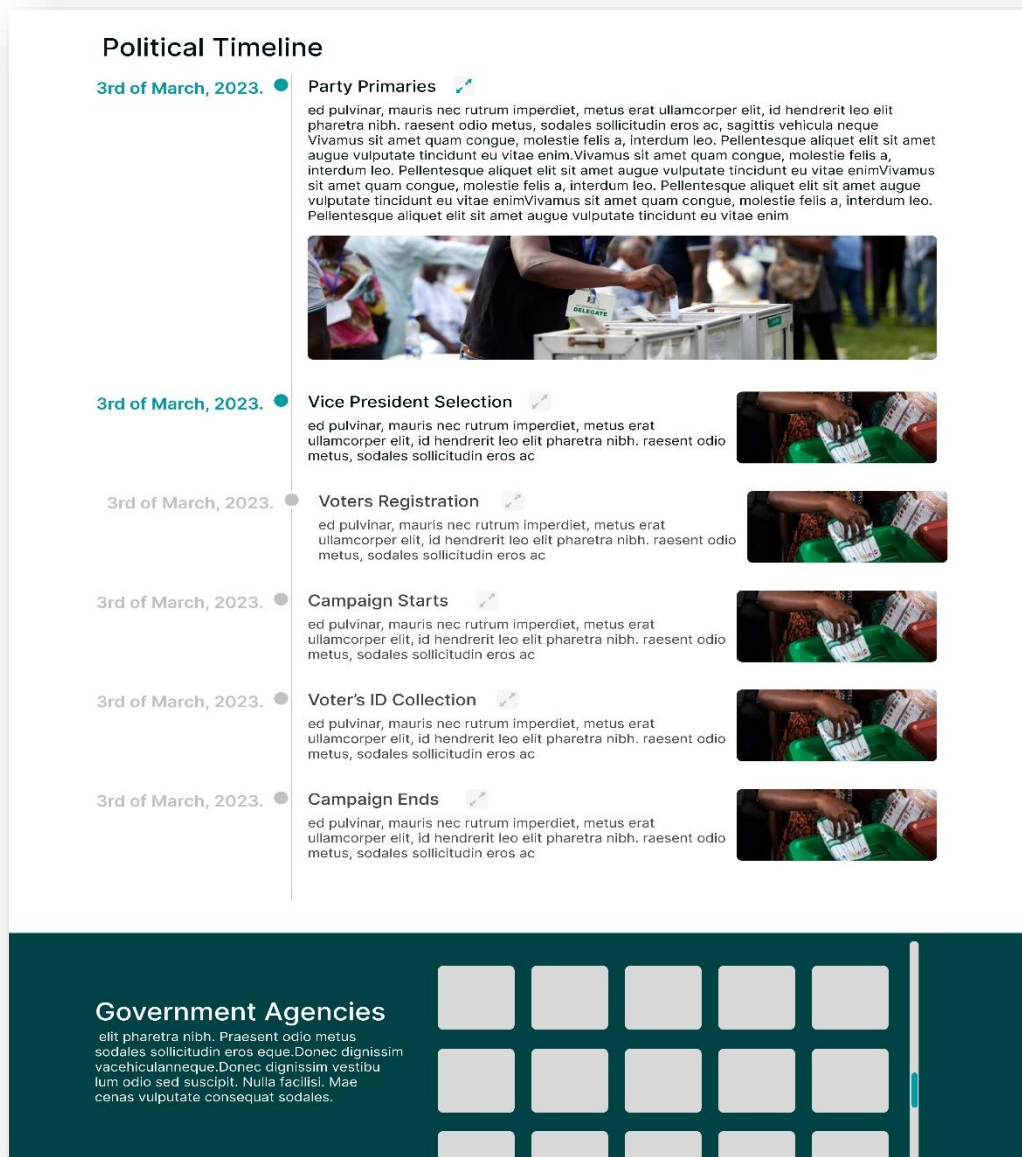 Political Timeline
3rd of March, 2023.
Party Primaries
ed pulvinar, mauris nec rutrum imperdiet, metus erat ullamcorper elit, id hendrerit leo elit
pharetra nibh. raesent odio metus, sodales sollicitudin eros ac, sagittis vehicula neque
Vivamus sit amet quam congue, molestie felis a, interdum leo. Pellentesque aliquet elit sit amet
augue vulputate tincidunt eu vitae enim.Vivamus sit amet quam congue, molestie felis a,
interdum leo. Pellentesque aliquet elit sit amet augue vulputate tincidunt eu vitae enimVivamus
sit amet quam congue, molestie felis a, interdum leo. Pellentesque aliquet elit sit amet augue
vulputate tincidunt eu vitae enimVivamus sit amet quam congue, molestie felis a, interdum leo.
Pellentesque aliquet elit sit amet augue vulputate tincidunt eu vitae enim
DELEGATE
3rd of March, 2023.
Vice President Selection
ed pulvinar, mauris nec rutrum imperdiet, metus erat
ullamcorper elit, id hendrerit leo elit pharetra nibh. raesent odio
metus, sodales sollicitudin eros ac
3rd of March, 2023.
Voters Registration
ed pulvinar, mauris nec rutrum imperdiet, metus erat
ullamcorper elit, id hendrerit leo elit pharetra nibh. raesent odio
metus, sodales sollicitudin eros ac
3rd of March, 2023.
Campaign Starts
ed pulvinar, mauris nec rutrum imperdiet, metus erat
ullamcorper elit, id hendrerit leo elit pharetra nibh. raesent odio
metus, sodales sollicitudin eros ac
3rd of March, 2023.
Voter’s ID Collection
ed pulvinar, mauris nec rutrum imperdiet, metus erat
ullamcorper elit, id hendrerit leo elit pharetra nibh. raesent odio
metus, sodales sollicitudin eros ac
3rd of March, 2023.
Campaign Ends
ed pulvinar, mauris nec rutrum imperdiet, metus erat
ullamcorper elit, id hendrerit leo elit pharetra nibh. raesent odio
metus, sodales sollicitudin eros ac
Government Agencies
elit pharetra nibh. Praesent odio metus
sodales sollicitudin eros eque.Donec dignissim
vacehiculanneque.Donec dignissim vestibu
lum odio sed suscipit. Nulla facilisi. Mae
cenas vulputate consequat sodales.